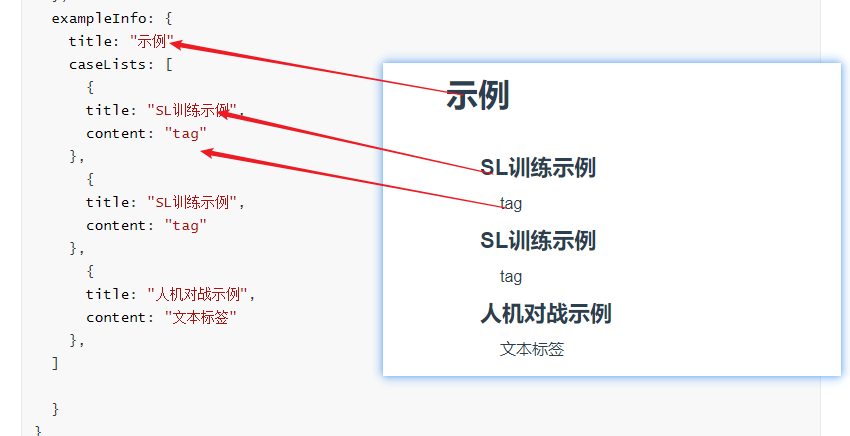 exampleInfo: {
title: "示例"
caseLists: [
{
title: "SL训练示例",
content: "tag"
},
{
title: "SL训练示例",
content: "tag"
},
{
title: "人机对战示例",
content: "文本标签"
},
]
}
}
示例
SL训练示例
tag
SL训练示例
tag
人机对战示例
文本标签